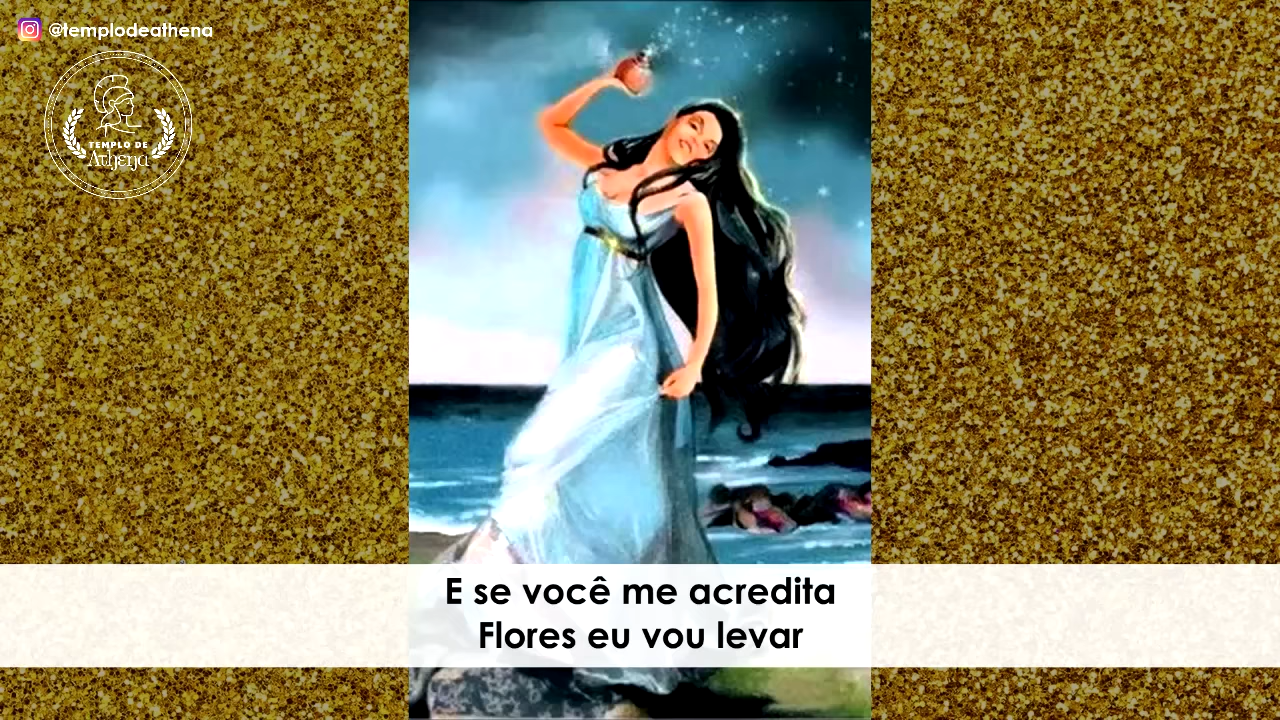 @templodeathena
TEMPLO DE
Athena
E se você me acredita
Flores eu vou levar